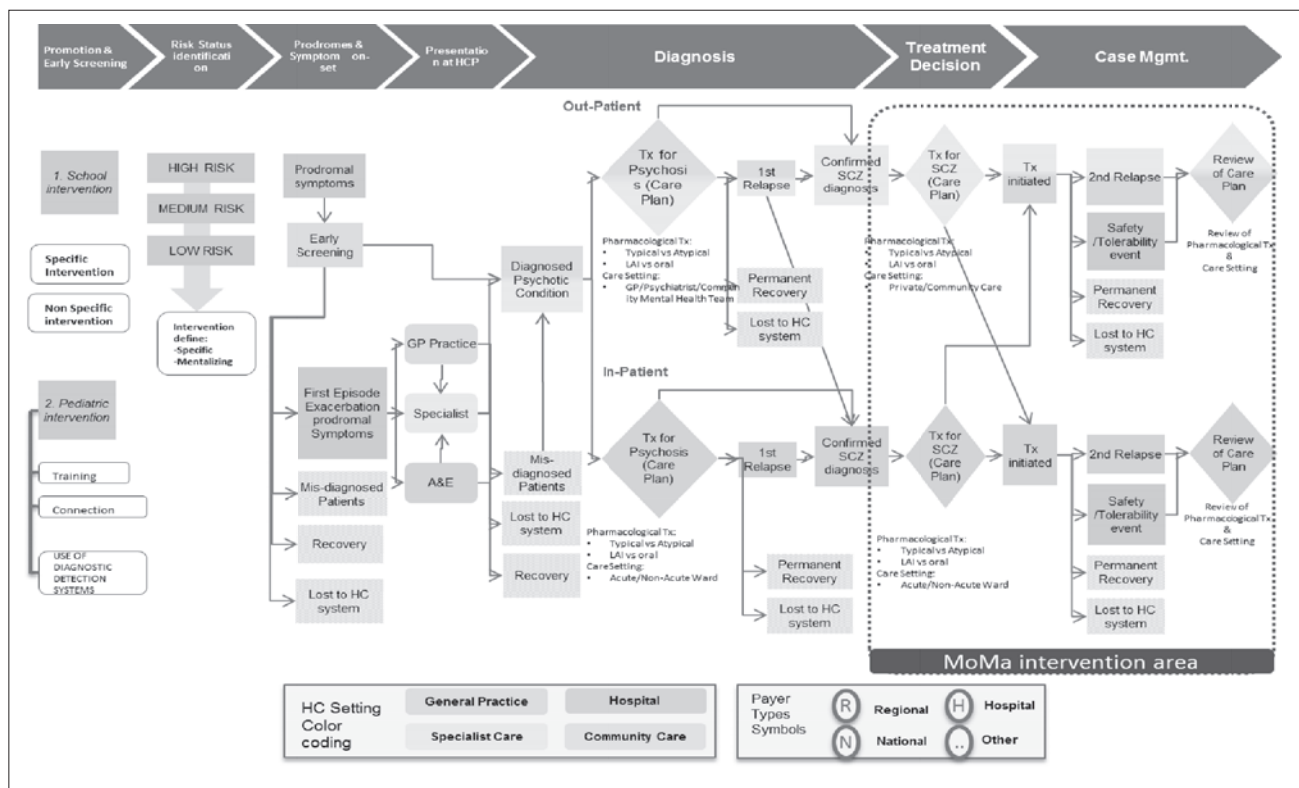 Promotion &
Early Screening
Risk Status
Identificati
on
Prodromes &
Symptom on-
set
Presentatio
n at HCP
Diagnosis
Treatment
Decision
Case Mgmt.
1. School
intervention
Specific
Intervention
Non Specific
intervention
2. Pediatric
intervention
Training
Connection
USE OF
DIAGNOSTIC
DETECTION
SYSTEMS
HIGH RISK
MEDIUM RISK
LOW RISK
Intervention
define:
-Specific
-Mentalizing
Prodromal
symptoms
Early
Screening
First Episode
Exacerbation
prodromal
Symptoms
Mis-diagnosed
Patients
Recovery
Lost to HC
system
GP Practice
Specialist
A&E
Diagnosed
Psychotic
Condition
Mis-
diagnosed
Patients
Lost to HC
system
Recovery
Out-Patient
Tx for
Psychosi
s (Care
Plan)
Pharmacological Tx:
• Typical vs Atypical
• LAI vs oral
Care Setting:
• GP/Psychiatrist/Commun
ity Mental Health Team
1st
Relapse
Permanent
Recovery
Lost to HC
system
Confirmed
SCZ
diagnosis
Tx for
SCZ
(Care
Plan)
Pharmacological Tx:
• Typical vs Atypical
• LAI vs oral
Care Setting:
• Private/Community Care
Tx
initiated
2nd Relapse
Safety
/Tolerability
event
Permanent
Recovery
Lost to HC
system
Review
of Care
Plan
Review of
Pharmacological Tx
&
Care Setting
In-Patient
Tx for
Psychosis
(Care
Plan)
Pharmacological Tx:
• Typical vs Atypical
• LAI vs oral
Care Setting:
• Acute/Non-Acute Ward
1st
Relapse
Permanent
Recovery
Lost to HC
system
Confirmed
SCZ
diagnosis
Tx for
SCZ
(Care
Plan)
Pharmacological Tx:
• Typical vs Atypical
• LAI vs oral
Care Setting:
• Acute/Non-Acute Ward
Tx
initiated
2nd Relapse
Safety
/Tolerability
event
Permanent
Recovery
Lost to HC
system
Review
of Care
Plan
Review of
Pharmacological Tx
&
Care Setting
MoMa intervention area
HC Setting
Color
coding
General Practice
Hospital
Specialist Care
Community Care
Payer
Types
Symbols
R Regional
H Hospital
N National
.. Other